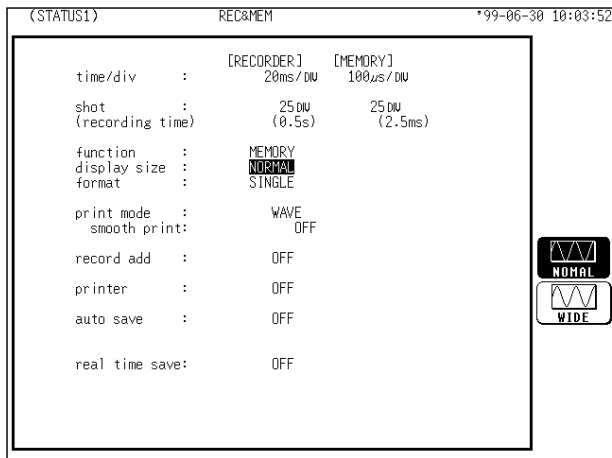 (STATUS1) REC&MEM '99-06-30 10:03:52
[RECORDER] [MEMORY]
time/div : 20ms/DIV 100µs/DIV
shot : 25DIV 25DIV
(recording time) (0.5s) (2.5ms)
function : MEMORY
display size : NORMAL
format : SINGLE
print mode : WAVE
smooth print: OFF
record add : OFF
printer : OFF
auto save : OFF
real time save: OFF
NOMAL
WIDE